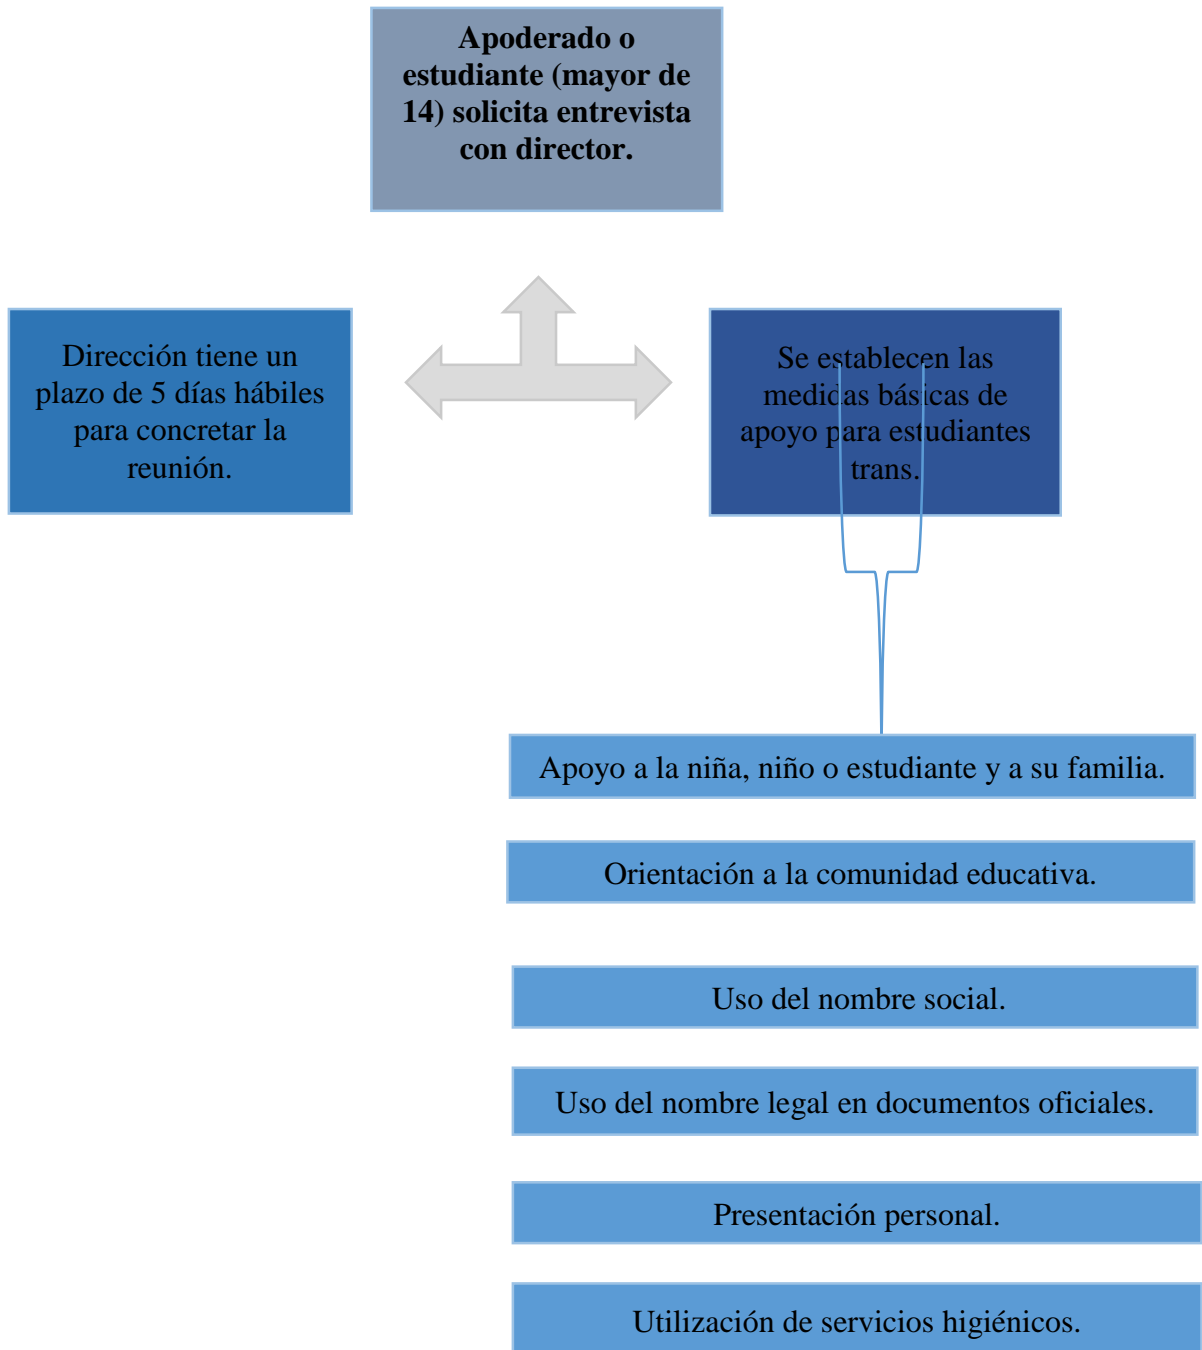 Apoderado o
estudiante (mayor de
14) solicita entrevista
con director.
Dirección tiene un
plazo de 5 días hábiles
para concretar la
reunión.
Se establecen las
medidas básicas de
apoyo para estudiantes
trans.
Apoyo a la niña, niño o estudiante y a su familia.
Orientación a la comunidad educativa.
Uso del nombre social.
Uso del nombre legal en documentos oficiales.
Presentación personal.
Utilización de servicios higiénicos.